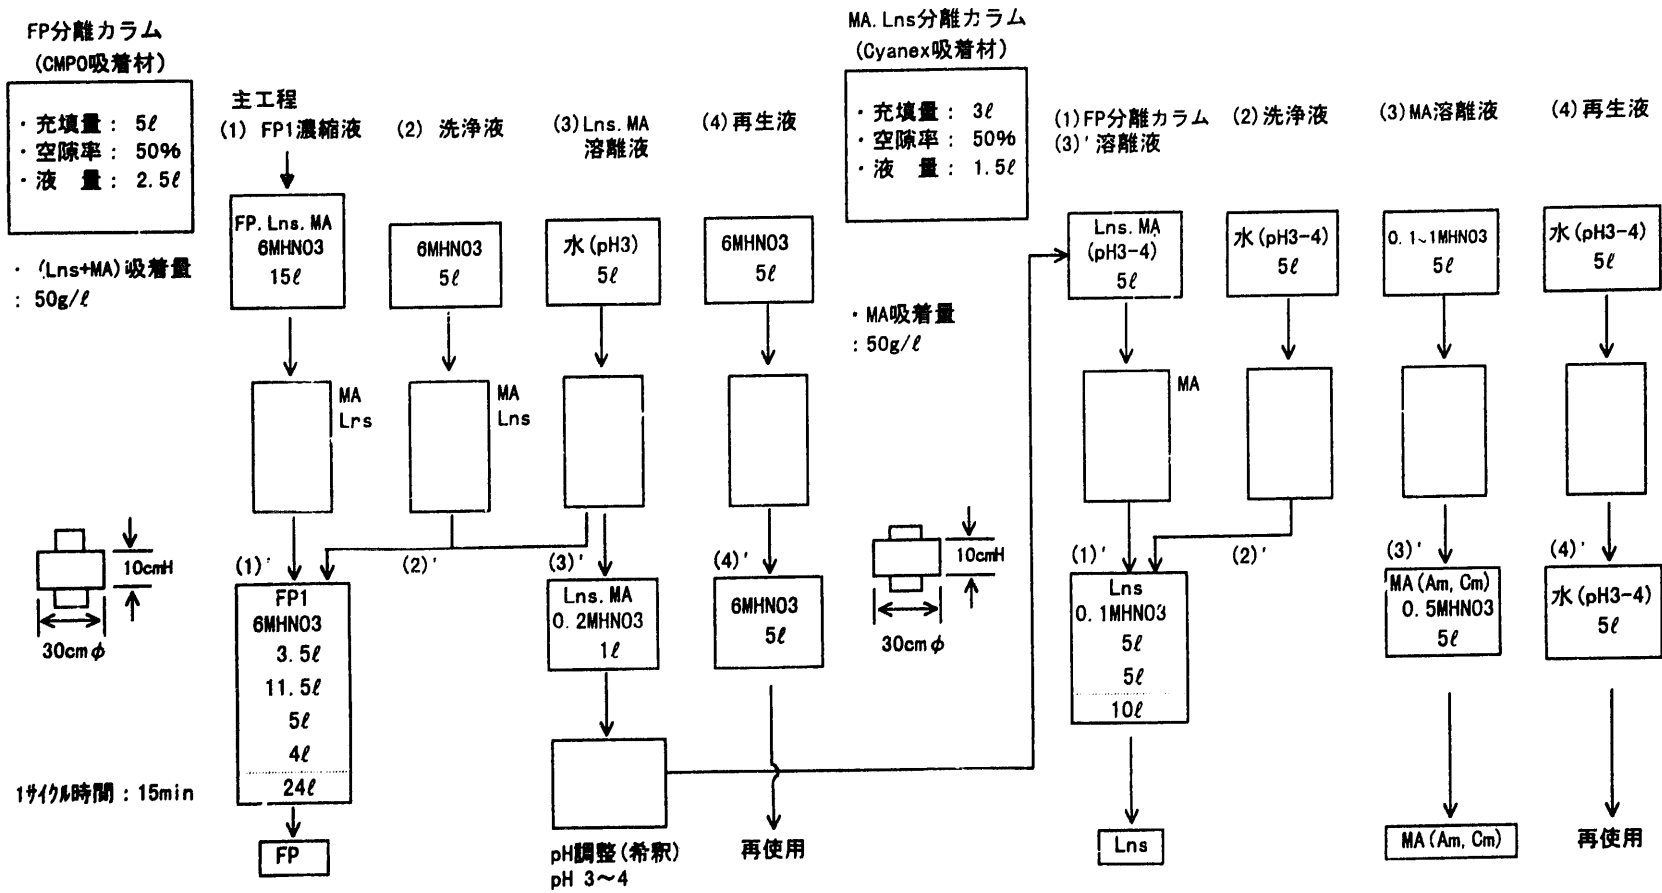 FP分離カラム
(CMPO吸着材)
・充填量： 5ℓ
・空隙率： 50%
・液　量： 2.5ℓ
・(Lns+MA)吸着量
: 50g/ℓ
10cmH
30cmφ
1サイクル時間：15min
主工程
(1) FP1濃縮液
FP. Lns. MA
6MHNO3
15ℓ
MA
Lns
(1)'
FP1
6MHNO3
3.5ℓ
11.5ℓ
5ℓ
4ℓ
24ℓ
FP
(2) 洗浄液
6MHNO3
5ℓ
MA
Lns
(2)'
(3)Lns. MA
溶離液
水(pH3)
5ℓ
(3)'
Lns. MA
0.2MHNO3
1ℓ
pH調整(希釈)
pH 3〜4
(4)再生液
6MHNO3
5ℓ
(4)'
6MHNO3
5ℓ
再使用
MA. Lns分離カラム
(Cyanex吸着材)
・充填量： 3ℓ
・空隙率： 50%
・液　量： 1.5ℓ
・MA吸着量
: 50g/ℓ
10cmH
30cmφ
(1)FP分離カラム
(3)'溶離液
Lns. MA
(pH3-4)
5ℓ
MA
(1)'
Lns
0.1MHNO3
5ℓ
5ℓ
10ℓ
Lns
(2)洗浄液
水(pH3-4)
5ℓ
(2)'
(3)MA溶離液
0.1~1MHNO3
5ℓ
(3)'
MA(Am, Cm)
0.5MHNO3
5ℓ
MA(Am, Cm)
(4)再生液
水(pH3-4)
5ℓ
(4)'
水(pH3-4)
5ℓ
再使用